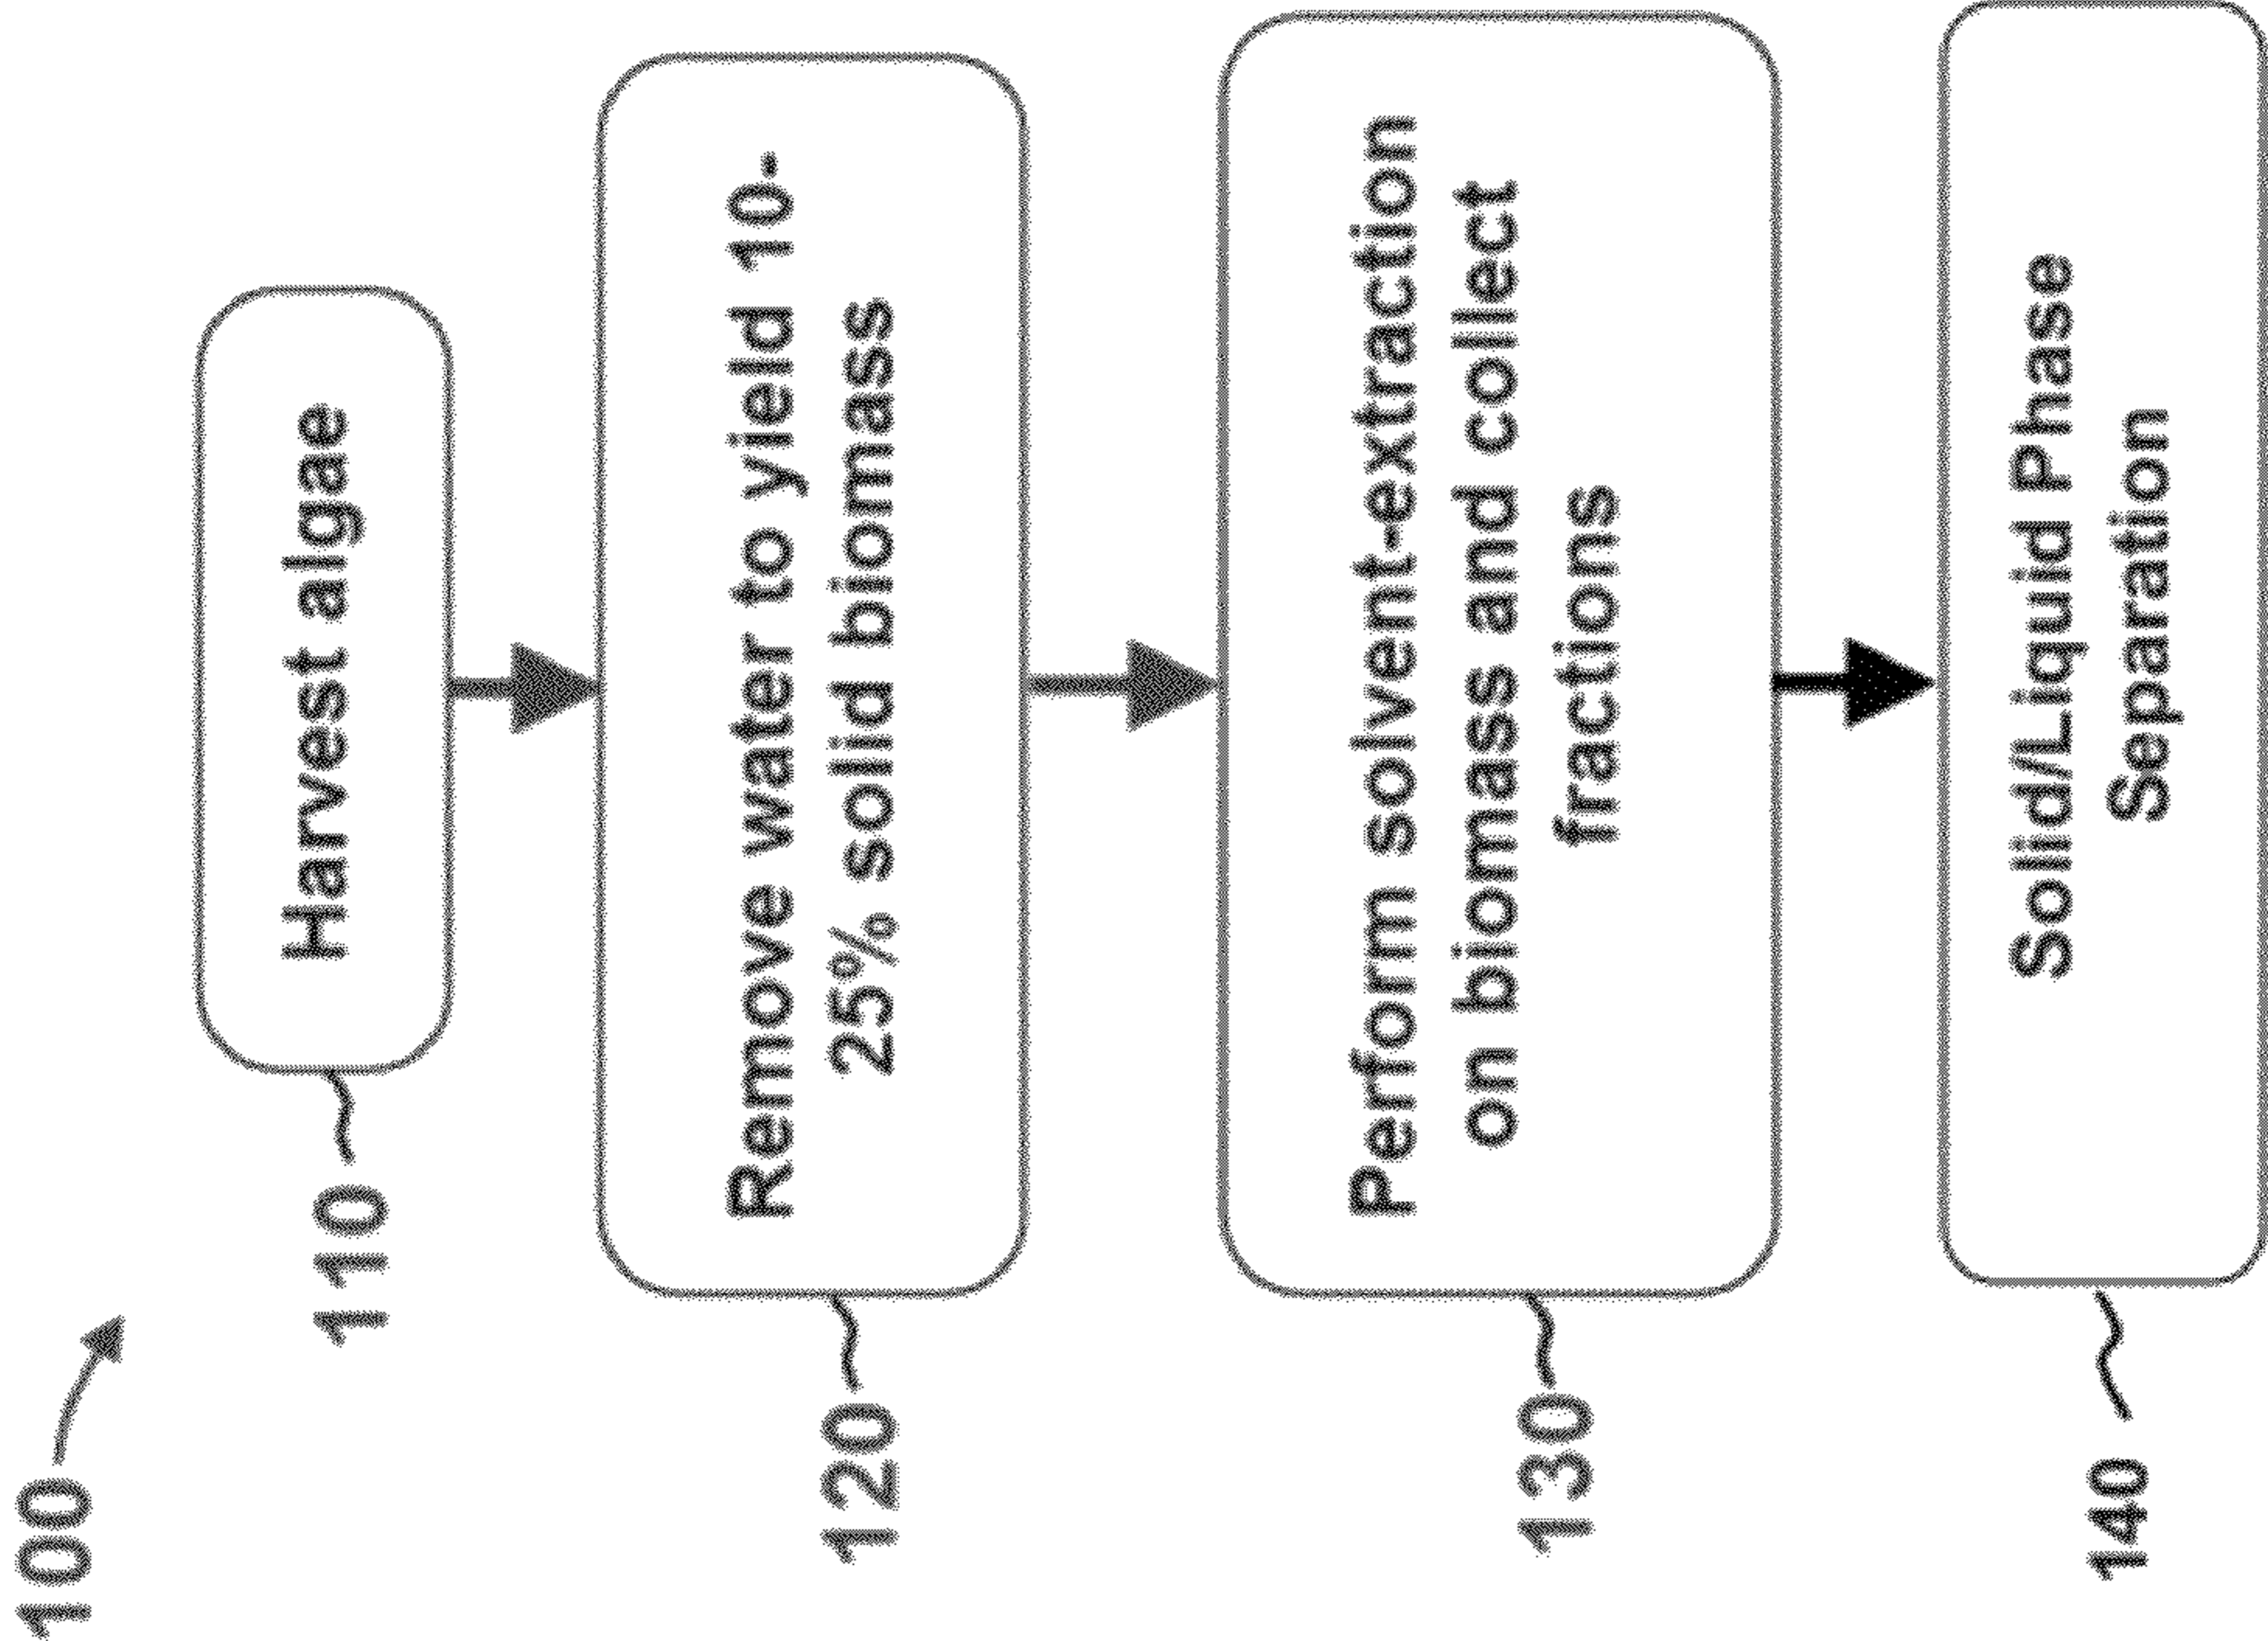 100
110
Harvest algae
120
Remove water to yield 10-
25% solid biomass
130
Perform solvent-extraction
on biomass and collect
fractions
140
Solid/Liquid Phase
Separation